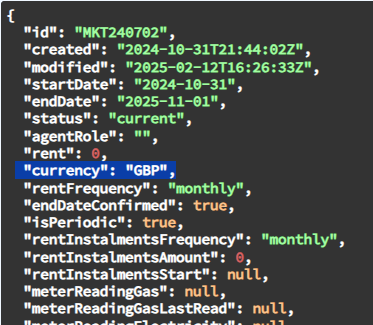 {
"id": "MKT240702",
"created": "2024-10-31T21:44:02Z",
"modified": "2025-02-12T16:26:33Z",
"startDate": "2024-10-31",
"endDate": "2025-11-01",
"status": "current",
"agentRole": "",
"rent": 0,
"currency": "GBP",
"rentFrequency": "monthly",
"endDateConfirmed": true,
"isPeriodic": true,
"rentInstalmentsFrequency": "monthly",
"rentInstalmentsAmount": 0,
"rentInstalmentsStart": null,
"meterReadingGas": null,
"meterReadingGasLastRead": null,
"meterReadingElectricity": null,